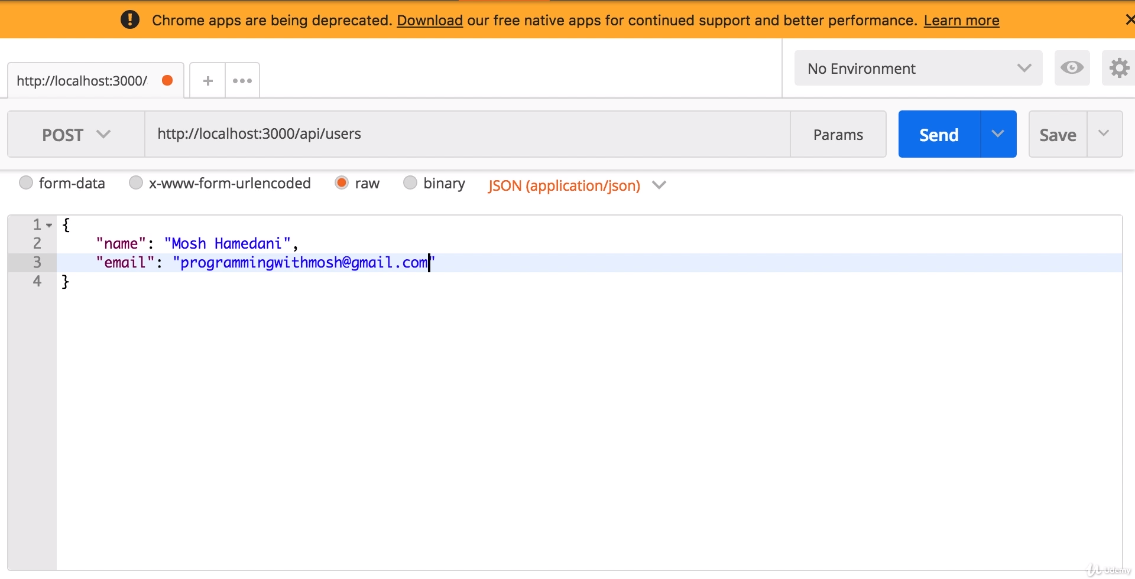 Chrome apps are being deprecated. Download our free native apps for continued support and better performance. Learn more
http://localhost:3000/
No Environment
POST http://localhost:3000/api/users Params Send Save
form-data x-www-form-urlencoded raw binary JSON (application/json)
1 {
2 "name": "Mosh Hamedani",
3 "email": "programmingwithmosh@gmail.com"
4 }
Udemy